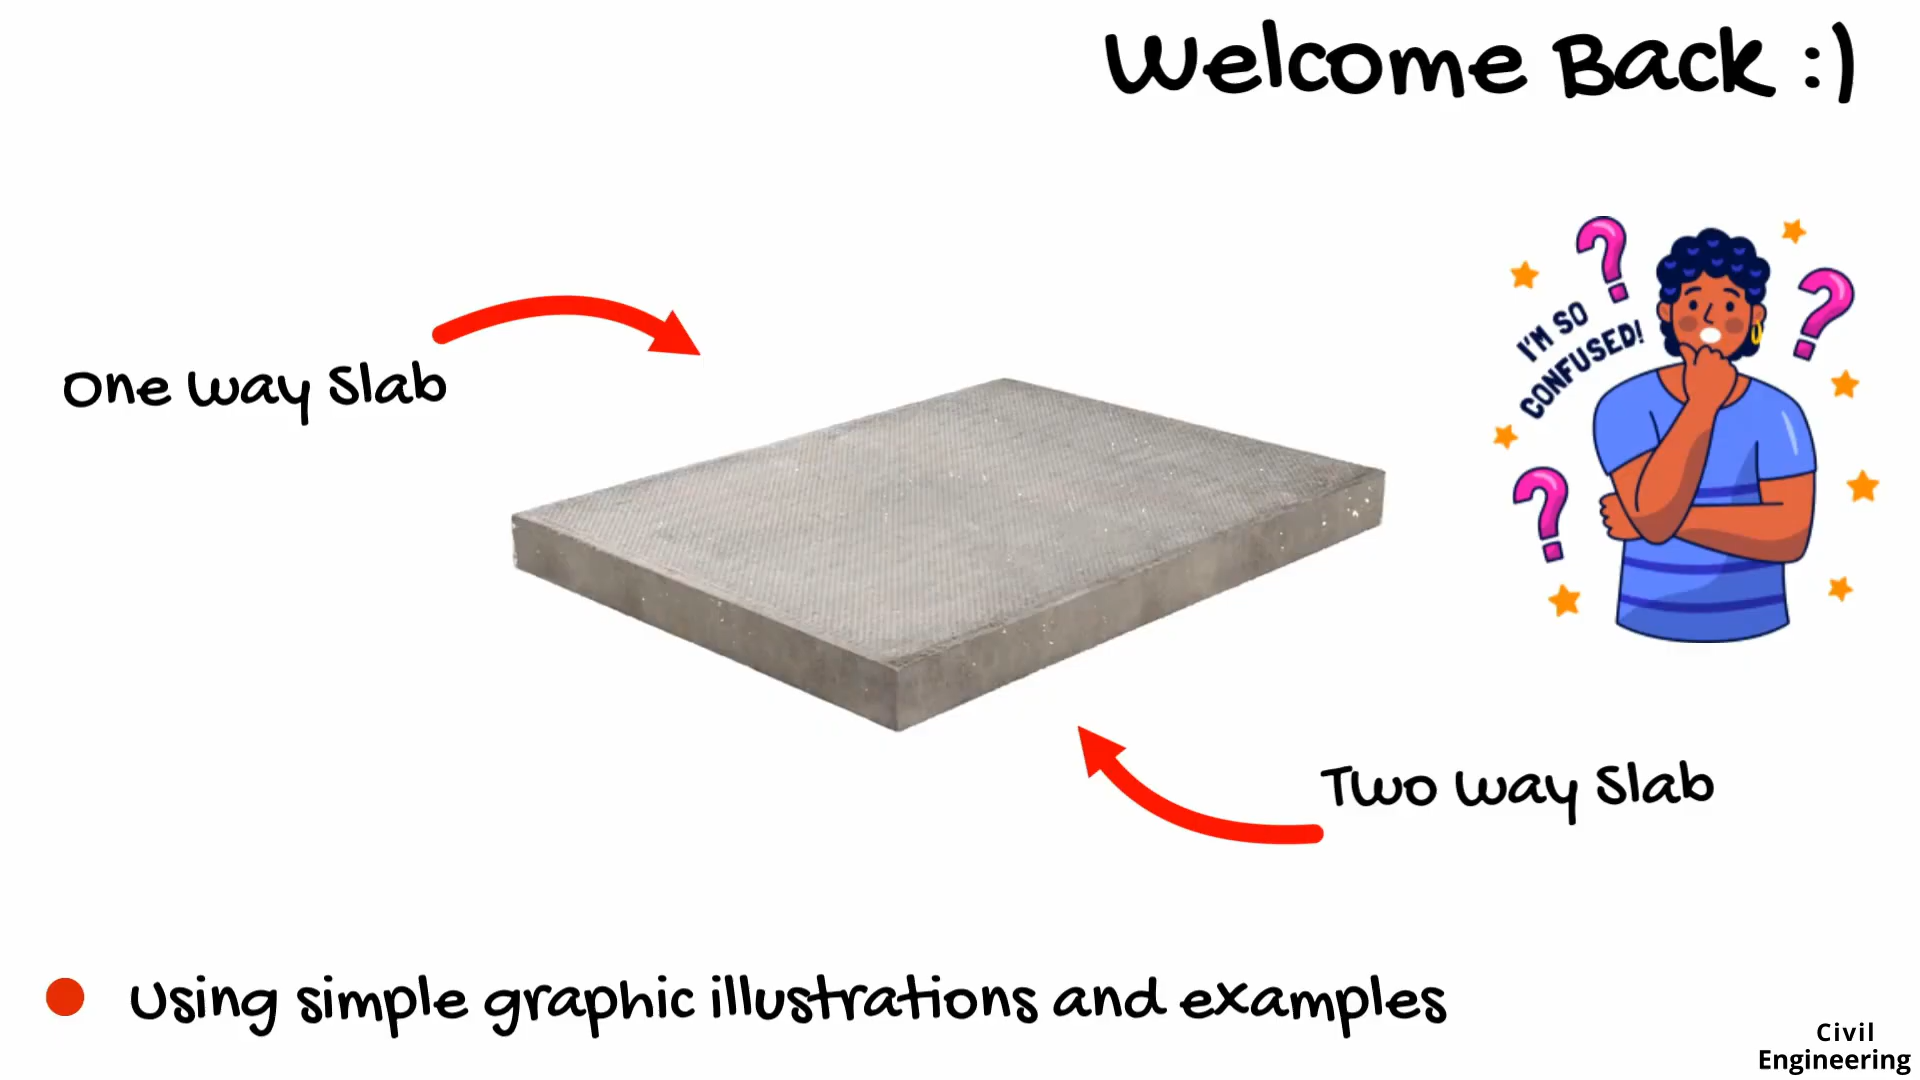 Welcome Back :)
I'M SO
CONFUSED!
One way Slab
Two way Slab
Using simple graphic illustrations and examples
Civil
Engineering